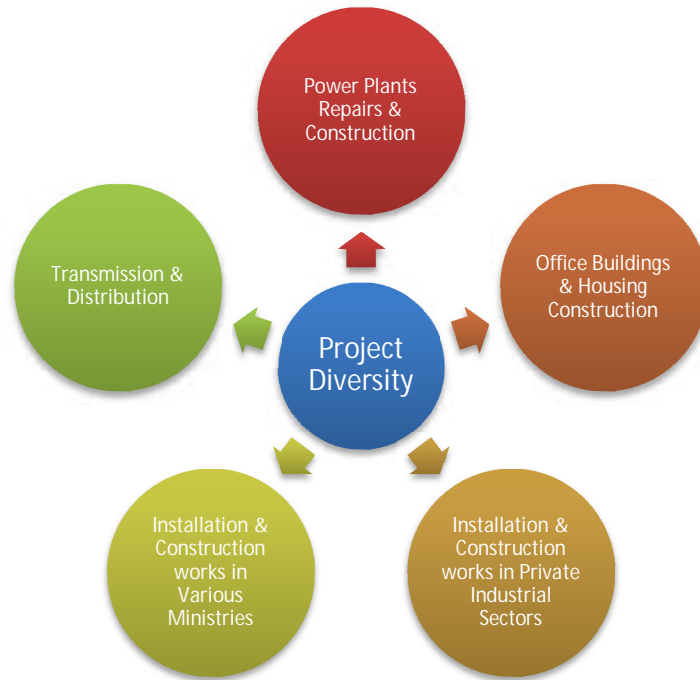 Power Plants
Repairs &
Construction
Office Buildings
& Housing
Construction
Installation &
Construction
works in Private
Industrial
Sectors
Installation &
Construction
works in
Various
Ministries
Transmission &
Distribution
Project
Diversity